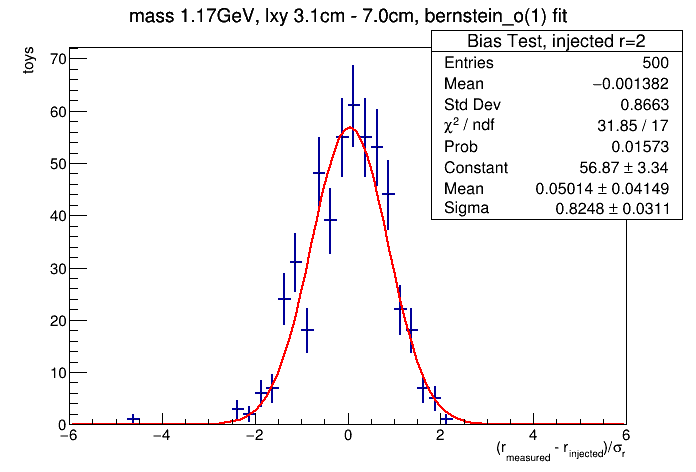 mass 1.17GeV, lxy 3.1cm - 7.0cm, bernstein_o(1) fit
Bias Test, injected r=2
Entries 500
Mean −0.001382
Std Dev 0.8663
χ² / ndf 31.85 / 17
Prob 0.01573
Constant 56.87 ± 3.34
Mean 0.05014 ± 0.04149
Sigma 0.8248 ± 0.0311
toys
70
60
50
40
30
20
10
0
−6 −4 −2 0 2 4 6
(r_measured - r_injected)/σ_r